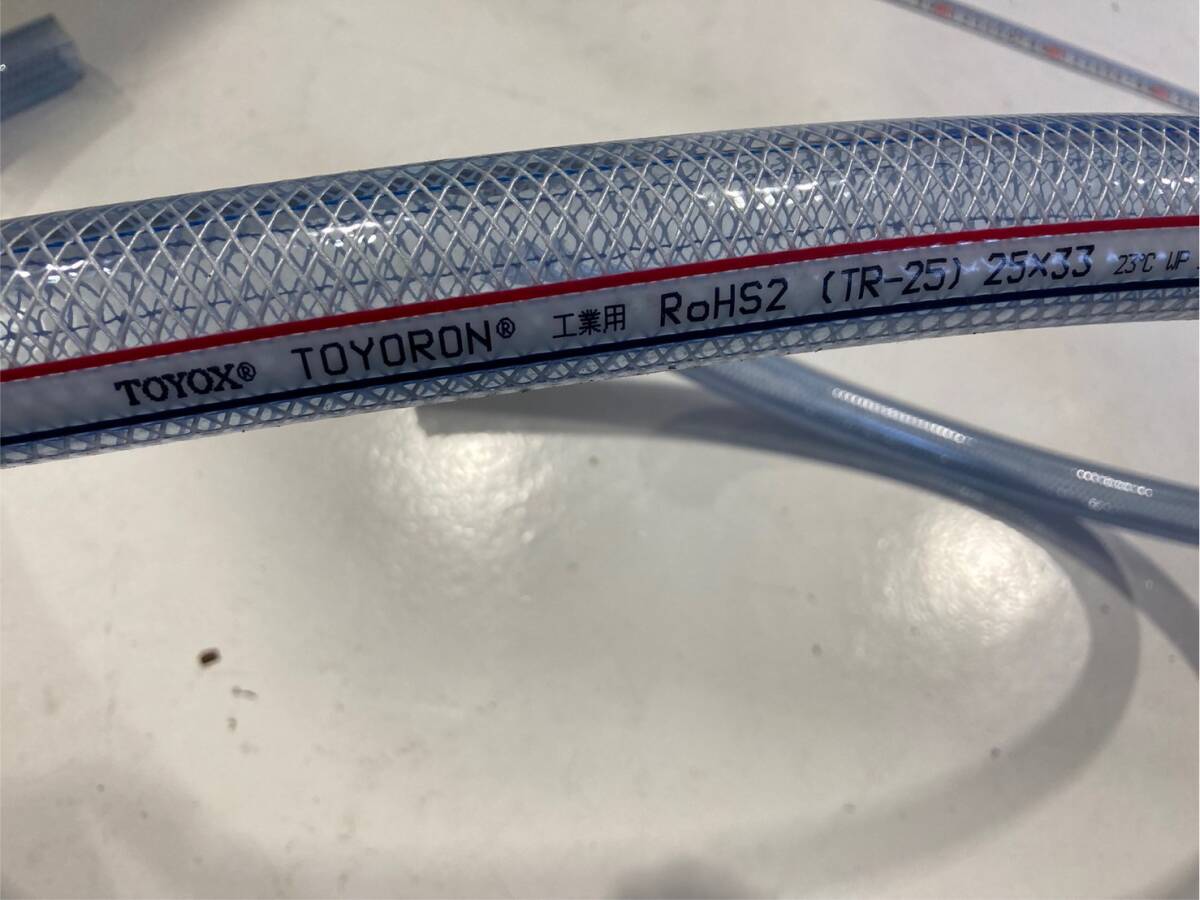 TOYOX® TOYORON® 工業用 RoHS2 (TR-25) 25×33 23℃ WP